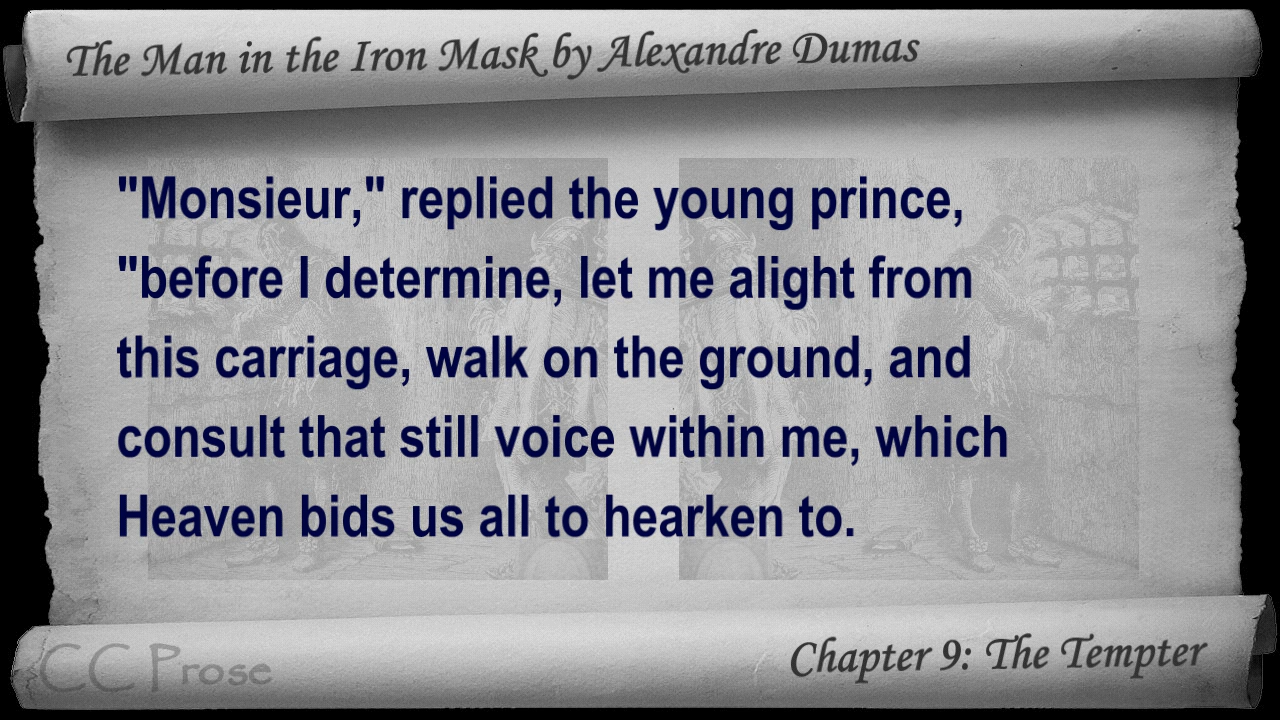 The Man in the Iron Mask by Alexandre Dumas
"Monsieur," replied the young prince,
"before I determine, let me alight from
this carriage, walk on the ground, and
consult that still voice within me, which
Heaven bids us all to hearken to.
CC Prose
Chapter 9: The Tempter